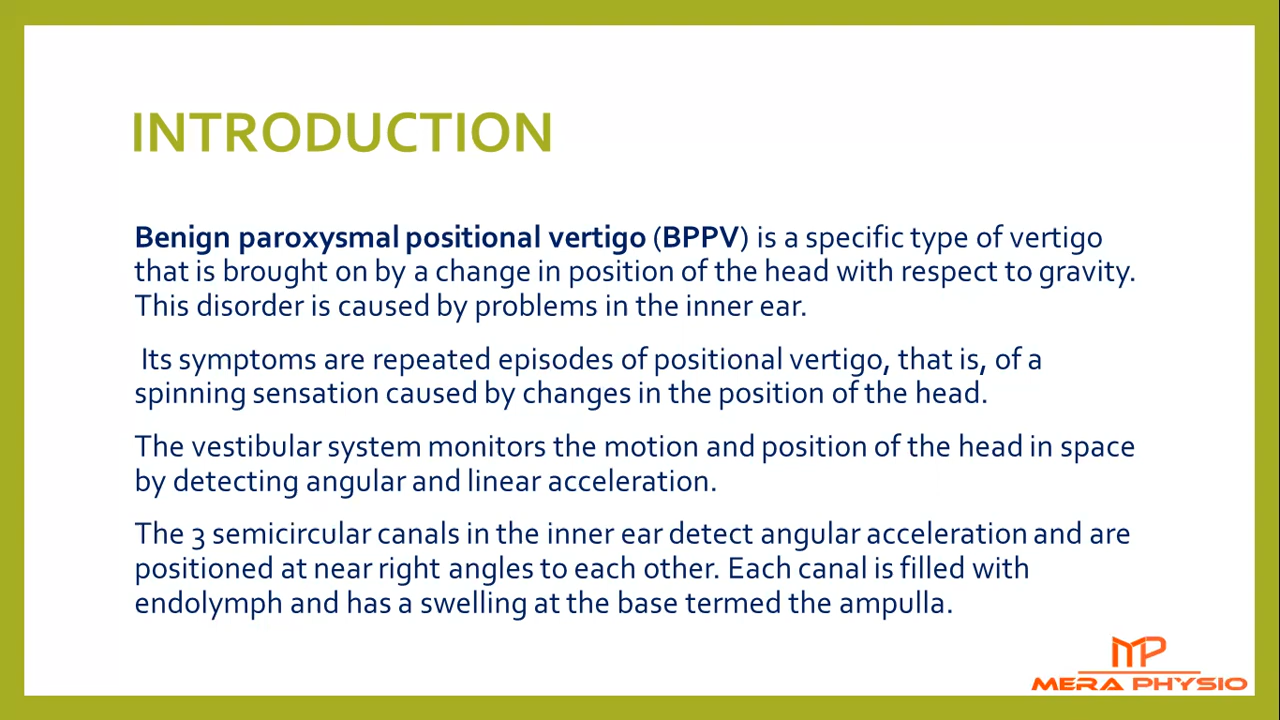 INTRODUCTION
Benign paroxysmal positional vertigo (BPPV) is a specific type of vertigo
that is brought on by a change in position of the head with respect to gravity.
This disorder is caused by problems in the inner ear.
Its symptoms are repeated episodes of positional vertigo, that is, of a
spinning sensation caused by changes in the position of the head.
The vestibular system monitors the motion and position of the head in space
by detecting angular and linear acceleration.
The 3 semicircular canals in the inner ear detect angular acceleration and are
positioned at near right angles to each other. Each canal is filled with
endolymph and has a swelling at the base termed the ampulla.
MP
MERA PHYSIO